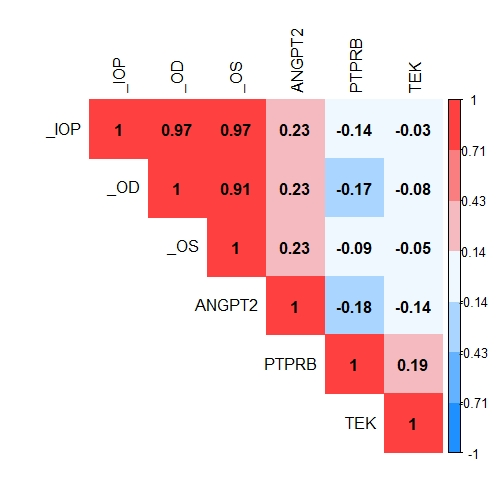 _IOP _OD _OS ANGPT2 PTPRB TEK
_IOP 1 0.97 0.97 0.23 -0.14 -0.03
_OD 1 0.91 0.23 -0.17 -0.08
_OS 1 0.23 -0.09 -0.05
ANGPT2 1 -0.18 -0.14
PTPRB 1 0.19
TEK 1
1
0.71
0.43
0.14
-0.14
-0.43
-0.71
-1